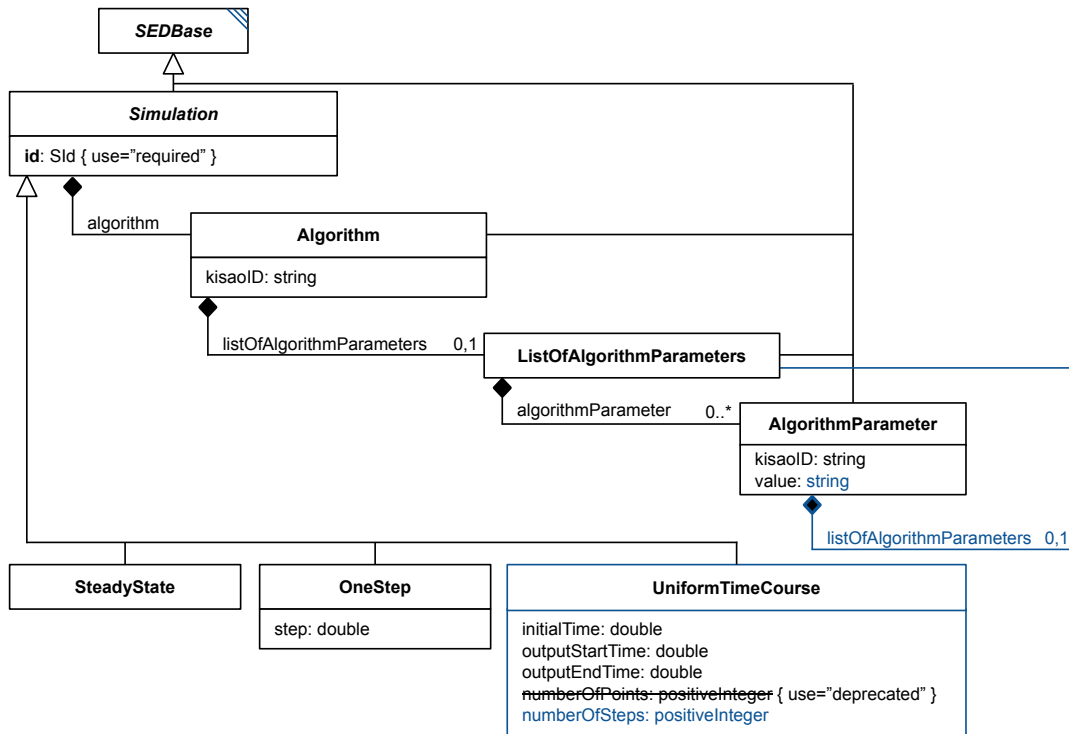 SEDBase
Simulation
id: SId { use=”required” }
algorithm
Algorithm
kisaoID: string
listOfAlgorithmParameters 0,1
ListOfAlgorithmParameters
algorithmParameter 0..*
AlgorithmParameter
kisaoID: string
value: string
listOfAlgorithmParameters 0,1
SteadyState
OneStep
UniformTimeCourse
step: double
initialTime: double
outputStartTime: double
outputEndTime: double
numberOfPoints: positiveInteger { use=”deprecated” }
numberOfSteps: positiveInteger